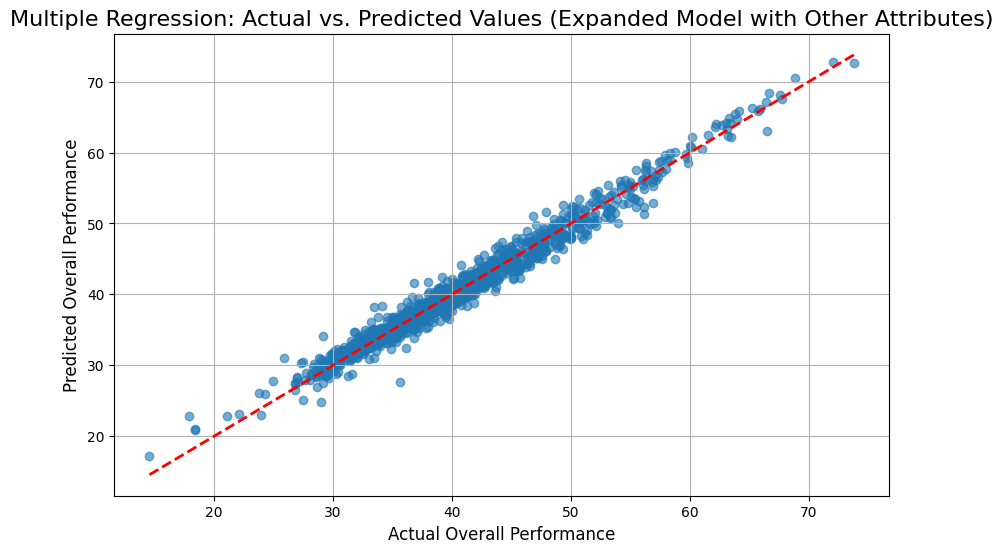 Multiple Regression: Actual vs. Predicted Values (Expanded Model with Other Attributes)
Predicted Overall Performance
70
60
50
40
30
20
20 30 40 50 60 70
Actual Overall Performance